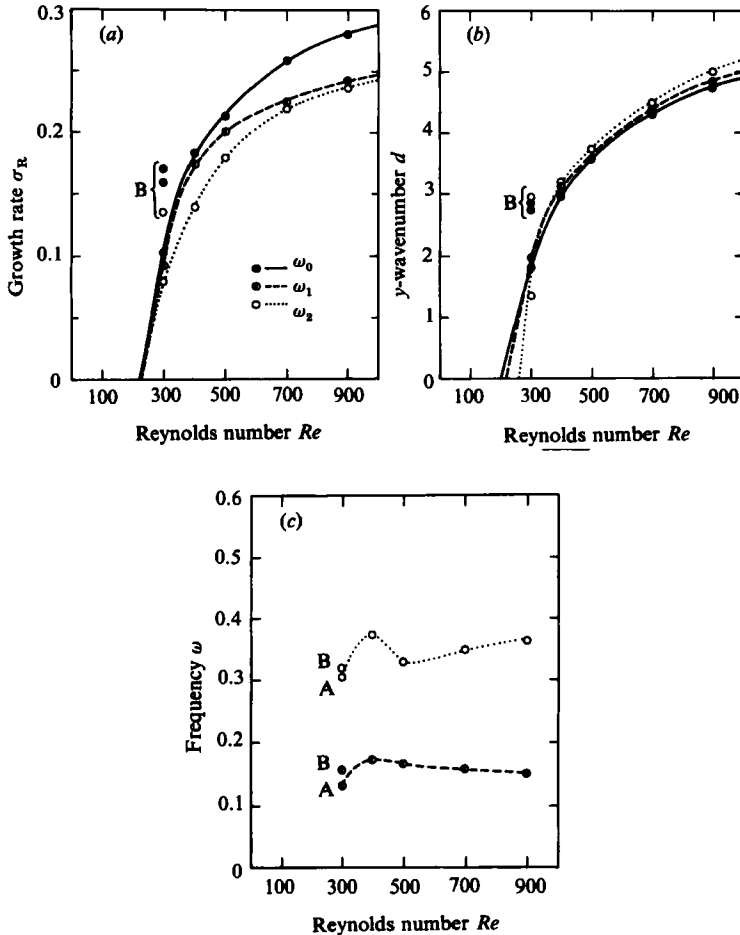 (a)
0.3
0.2
0.1
0
Growth rate σ_R
B
ω₀
ω₁
ω₂
100 300 500 700 900
Reynolds number Re
(b)
5
4
3
2
1
0
y-wavenumber d
B
100 300 500 700 900
Reynolds number Re
(c)
0.6
0.5
0.4
0.3
0.2
0.1
0
Frequency ω
B
A
B
A
100 300 500 700 900
Reynolds number Re